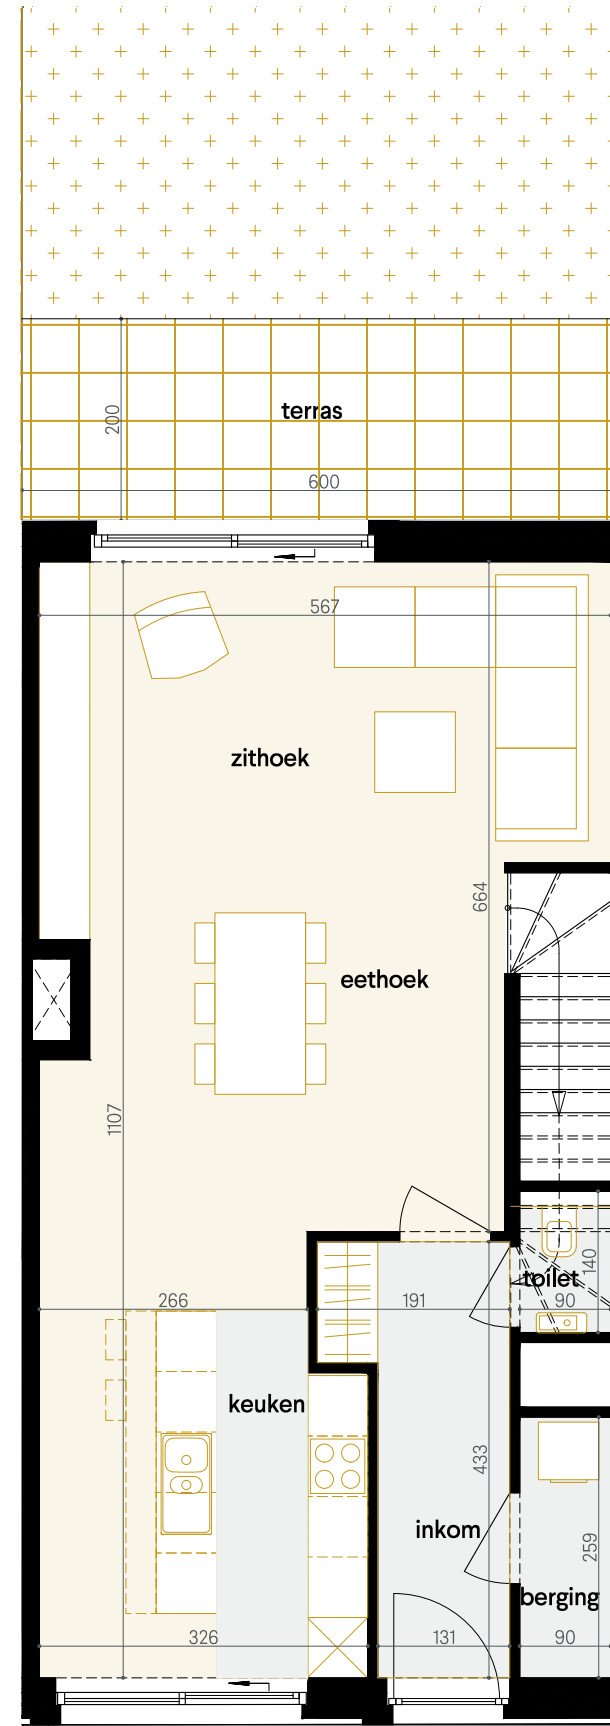 200
terras
600
567
zithoek
664
eethoek
1107
140
toilet
266
191
90
keuken
433
inkom
259
berging
326
131
90